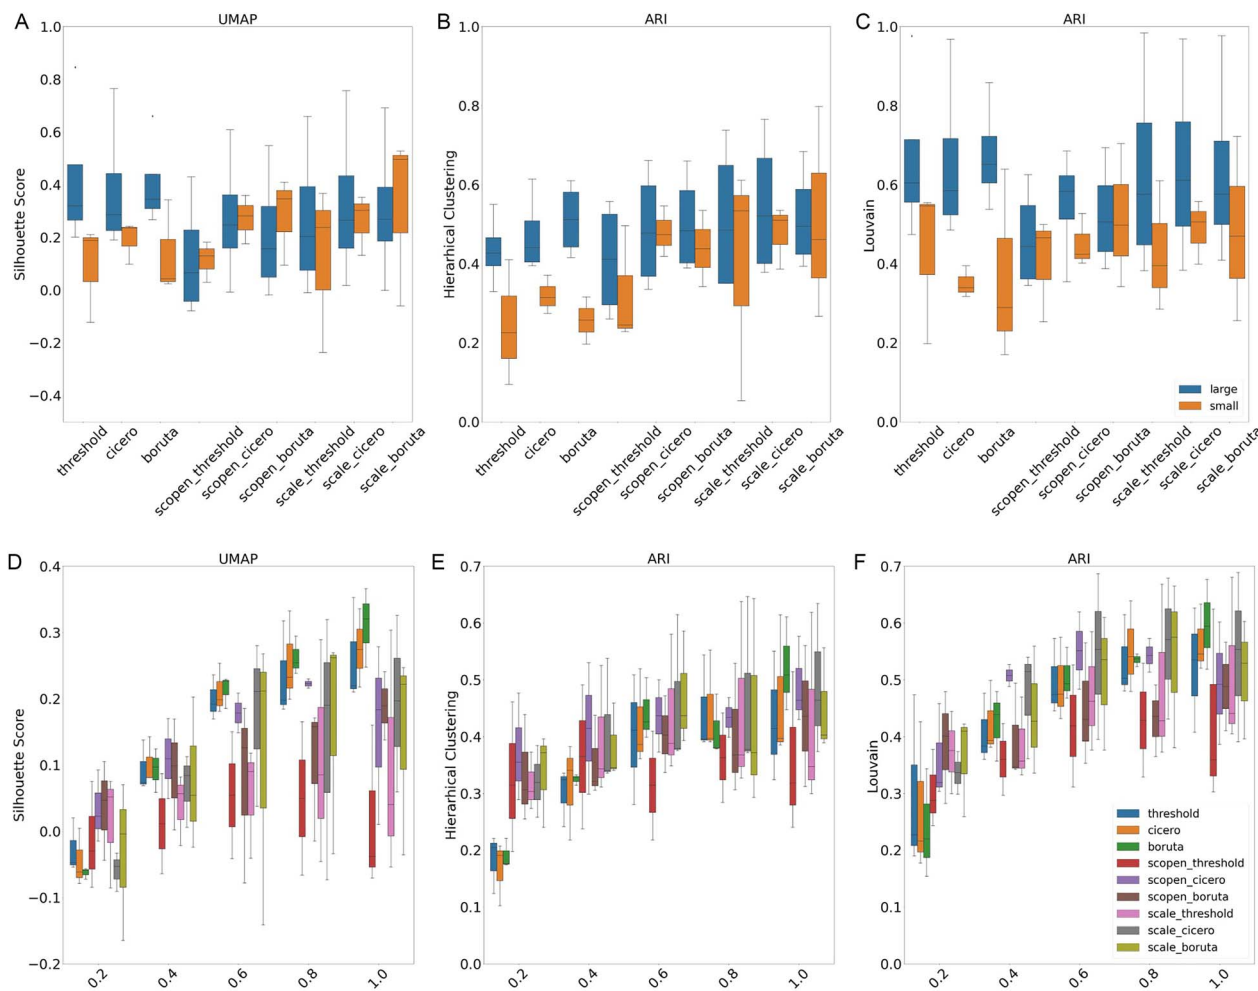 A
UMAP
B
ARI
C
ARI
Silhouette Score
1.0
0.8
0.6
0.4
0.2
0.0
−0.2
−0.4
threshold
cicero
boruta
scopen_threshold
scopen_cicero
scopen_boruta
scale_threshold
scale_cicero
scale_boruta
Hierarhical Clustering
1.0
0.8
0.6
0.4
0.2
0.0
threshold
cicero
boruta
scopen_threshold
scopen_cicero
scopen_boruta
scale_threshold
scale_cicero
scale_boruta
Louvain
1.0
0.8
0.6
0.4
0.2
0.0
large
small
threshold
cicero
boruta
scopen_threshold
scopen_cicero
scopen_boruta
scale_threshold
scale_cicero
scale_boruta
D
UMAP
E
ARI
F
ARI
Silhouette Score
0.4
0.3
0.2
0.1
0.0
−0.1
−0.2
0.2
0.4
0.6
0.8
1.0
Hierarhical Clustering
0.7
0.6
0.5
0.4
0.3
0.2
0.1
0.0
0.2
0.4
0.6
0.8
1.0
Louvain
0.7
0.6
0.5
0.4
0.3
0.2
0.1
0.0
threshold
cicero
boruta
scopen_threshold
scopen_cicero
scopen_boruta
scale_threshold
scale_cicero
scale_boruta
0.2
0.4
0.6
0.8
1.0